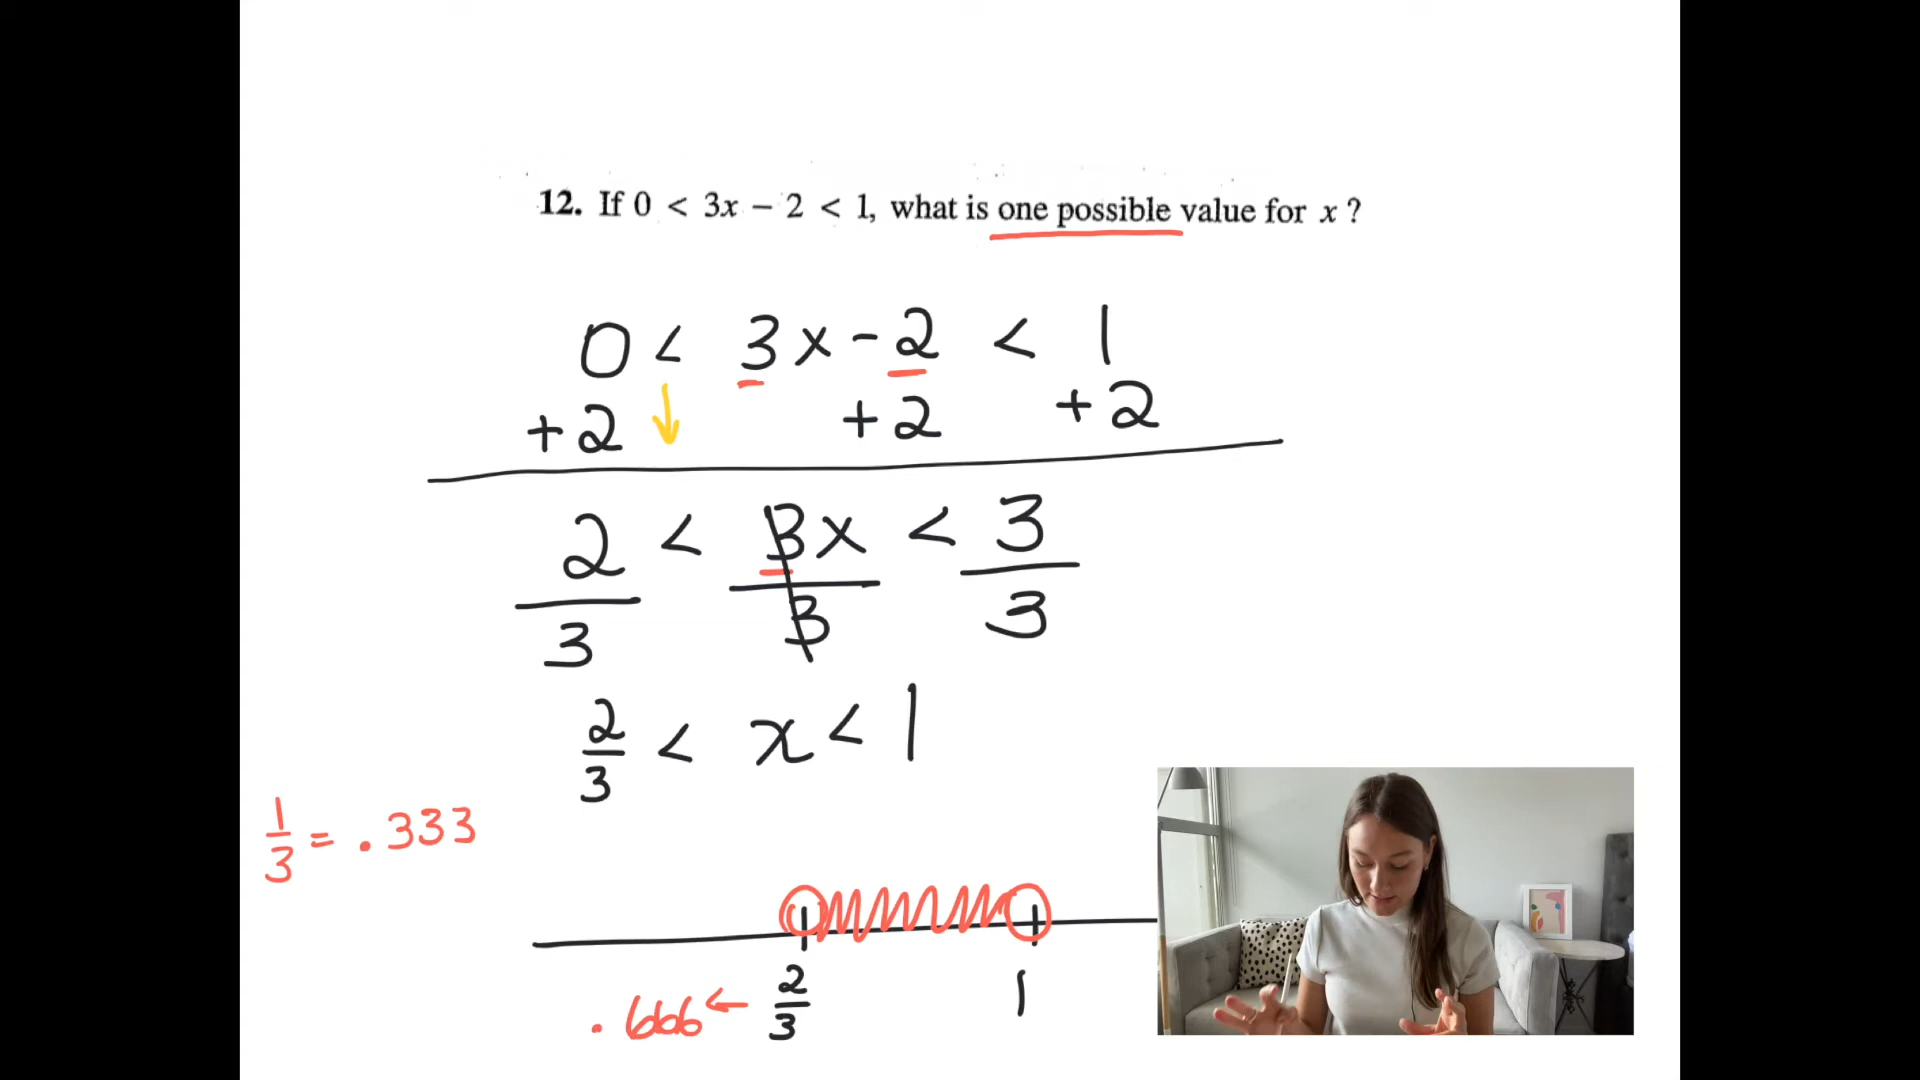 12. If 0 < 3x − 2 < 1, what is one possible value for x ?
0 < 3x - 2 < 1
+2 ↓ +2 +2
2 < 3x < 3
3 3 3
2/3 < x < 1
1/3 = .333
.666 ← 2/3 1